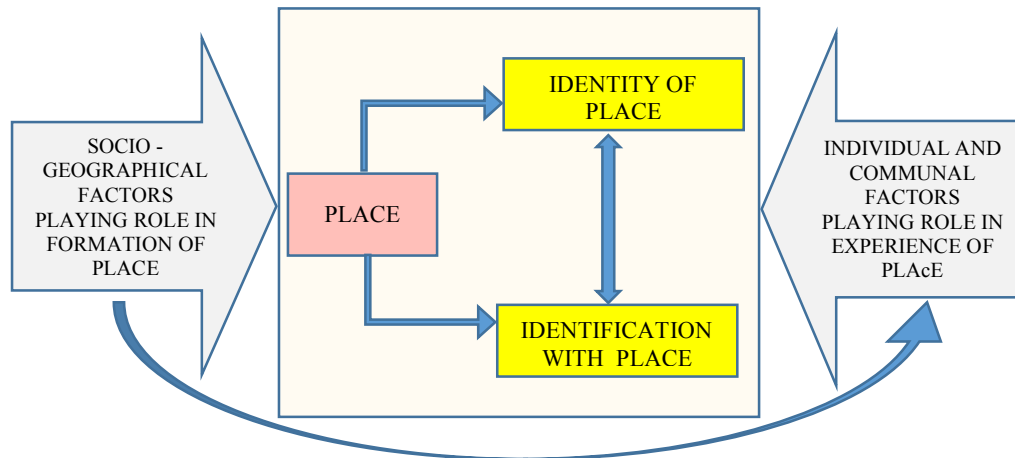 SOCIO -
GEOGRAPHICAL
FACTORS
PLAYING ROLE IN
FORMATION OF
PLACE
PLACE
IDENTITY OF
PLACE
IDENTIFICATION
WITH PLACE
INDIVIDUAL AND
COMMUNAL
FACTORS
PLAYING ROLE IN
EXPERIENCE OF
PLAcE